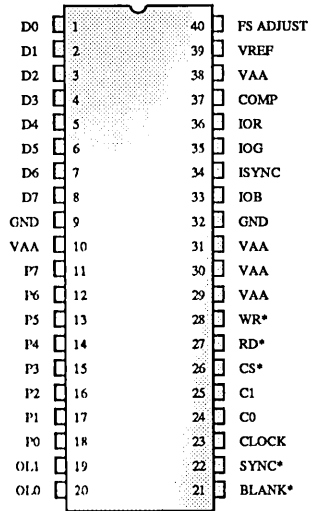 D0 1 40 FS ADJUST
D1 2 39 VREF
D2 3 38 VAA
D3 4 37 COMP
D4 5 36 IOR
D5 6 35 IOG
D6 7 34 ISYNC
D7 8 33 IOB
GND 9 32 GND
VAA 10 31 VAA
P7 11 30 VAA
P6 12 29 VAA
P5 13 28 WR*
P4 14 27 RD*
P3 15 26 CS*
P2 16 25 C1
P1 17 24 C0
P0 18 23 CLOCK
OL1 19 22 SYNC*
OL0 20 21 BLANK*